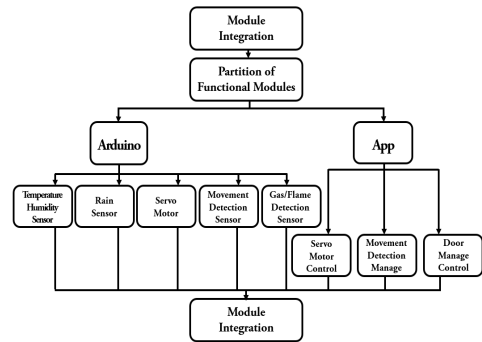 Module
Integration
Partition of
Functional Modules
Arduino
App
Temperature
Humidity
Sensor
Rain
Sensor
Servo
Motor
Movement
Detection
Sensor
Gas/Flame
Detection
Sensor
Servo
Motor
Control
Movement
Detection
Manage
Door
Manage
Control
Module
Integration